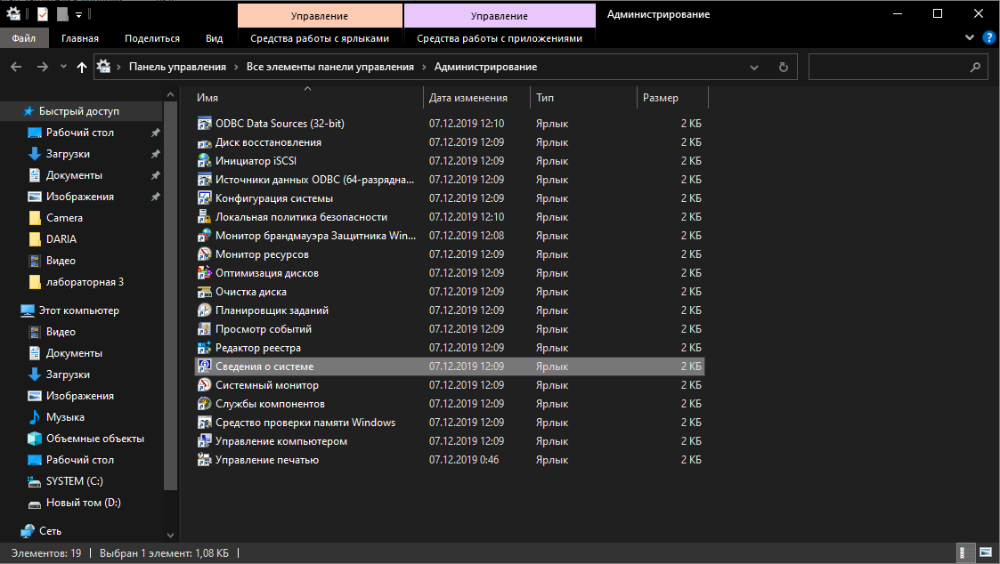 Управление
Управление
Администрирование
Файл
Главная
Поделиться
Вид
Средства работы с ярлыками
Средства работы с приложениями
Панель управления
Все элементы панели управления
Администрирование
Имя
Дата изменения
Тип
Размер
Быстрый доступ
Рабочий стол
Загрузки
Документы
Изображения
Camera
DARIA
Видео
лабораторная 3
Этот компьютер
Видео
Документы
Загрузки
Изображения
Музыка
Объемные объекты
Рабочий стол
SYSTEM (C:)
Новый том (D:)
Сеть
ODBC Data Sources (32-bit) 07.12.2019 12:10 Ярлык 2 КБ
Диск восстановления 07.12.2019 12:09 Ярлык 2 КБ
Инициатор iSCSI 07.12.2019 12:09 Ярлык 2 КБ
Источники данных ODBC (64-разрядна... 07.12.2019 12:09 Ярлык 2 КБ
Конфигурация системы 07.12.2019 12:09 Ярлык 2 КБ
Локальная политика безопасности 07.12.2019 12:10 Ярлык 2 КБ
Монитор брандмауэра Защитника Win... 07.12.2019 12:08 Ярлык 2 КБ
Монитор ресурсов 07.12.2019 12:09 Ярлык 2 КБ
Оптимизация дисков 07.12.2019 12:09 Ярлык 2 КБ
Очистка диска 07.12.2019 12:09 Ярлык 2 КБ
Планировщик заданий 07.12.2019 12:09 Ярлык 2 КБ
Просмотр событий 07.12.2019 12:09 Ярлык 2 КБ
Редактор реестра 07.12.2019 12:09 Ярлык 2 КБ
Сведения о системе 07.12.2019 12:09 Ярлык 2 КБ
Системный монитор 07.12.2019 12:09 Ярлык 2 КБ
Службы компонентов 07.12.2019 12:09 Ярлык 2 КБ
Средство проверки памяти Windows 07.12.2019 12:09 Ярлык 2 КБ
Управление компьютером 07.12.2019 12:09 Ярлык 2 КБ
Управление печатью 07.12.2019 0:46 Ярлык 2 КБ
Элементов: 19
Выбран 1 элемент: 1,08 КБ